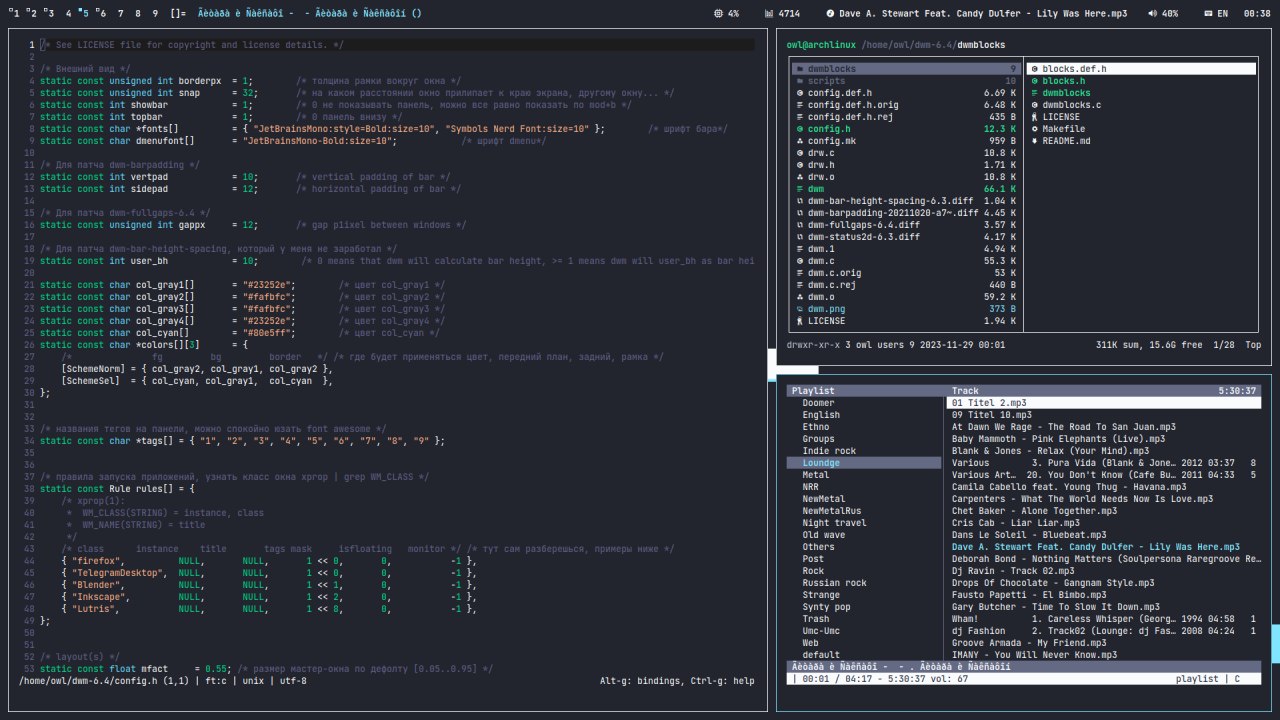 1 2 3 4 5 6 7 8 9 []= Âèòàðà è Ñàêñàôîí - - Âèòàðà è Ñàêñàôîíí () 4% 4714 Dave A. Stewart Feat. Candy Dulfer - Lily Was Here.mp3 40% EN 00:38
1 /* See LICENSE file for copyright and license details. */
2
3 /* Внешний вид */
4 static const unsigned int borderpx = 1; /* толщина рамки вокруг окна */
5 static const unsigned int snap = 32; /* на каком расстоянии окно прилипает к краю экрана, другому окну... */
6 static const int showbar = 1; /* 0 не показывать панель, можно все равно показать по mod+b */
7 static const int topbar = 1; /* 0 панель внизу */
8 static const char *fonts[] = { "JetBrainsMono:style=Bold:size=10", "Symbols Nerd Font:size=10" }; /* шрифт бара*/
9 static const char dmenufont[] = "JetBrainsMono-Bold:size=10"; /* шрифт dmenu*/
10
11 /* Для патча dwm-barpadding */
12 static const int vertpad = 10; /* vertical padding of bar */
13 static const int sidepad = 12; /* horizontal padding of bar */
14
15 /* Для патча dwm-fullgaps-6.4 */
16 static const unsigned int gappx = 12; /* gap p1ixel between windows */
17
18 /* Для патча dwm-bar-height-spacing, который у меня не заработал */
19 static const int user_bh = 10; /* 0 means that dwm will calculate bar height, >= 1 means dwm will user_bh as bar hei
20
21 static const char col_gray1[] = "#23252e"; /* цвет col_gray1 */
22 static const char col_gray2[] = "#fafbfc"; /* цвет col_gray2 */
23 static const char col_gray3[] = "#fafbfc"; /* цвет col_gray3 */
24 static const char col_gray4[] = "#23252e"; /* цвет col_gray4 */
25 static const char col_cyan[] = "#80e5ff"; /* цвет col_cyan */
26 static const char *colors[][3] = {
27 /* fg bg border */ /* где будет применяться цвет, передний план, задний, рамка */
28 [SchemeNorm] = { col_gray2, col_gray1, col_gray2 },
29 [SchemeSel] = { col_cyan, col_gray1, col_cyan },
30 };
31
32
33 /* названия тегов на панели, можно спокойно юзать font awesome */
34 static const char *tags[] = { "1", "2", "3", "4", "5", "6", "7", "8", "9" };
35
36
37 /* правила запуска приложений, узнать класс окна xprop | grep WM_CLASS */
38 static const Rule rules[] = {
39 /* xprop(1):
40 * WM_CLASS(STRING) = instance, class
41 * WM_NAME(STRING) = title
42 */
43 /* class instance title tags mask isfloating monitor */ /* тут сам разберешься, примеры ниже */
44 { "firefox", NULL, NULL, 1 << 0, 0, -1 },
45 { "TelegramDesktop", NULL, NULL, 1 << 0, 0, -1 },
46 { "Blender", NULL, NULL, 1 << 1, 0, -1 },
47 { "Inkscape", NULL, NULL, 1 << 2, 0, -1 },
48 { "Lutris", NULL, NULL, 1 << 8, 0, -1 },
49 };
50
51
52 /* layout(s) */
53 static const float mfact = 0.55; /* размер мастер-окна по дефолту [0.05..0.95] */
/home/owl/dwm-6.4/config.h (1,1) | ft:c | unix | utf-8 Alt-g: bindings, Ctrl-g: help
owl@archlinux /home/owl/dwm-6.4/dwmblocks
dwmblocks 9
scripts 10
config.def.h 6.69 K
config.def.h.orig 6.48 K
config.def.h.rej 435 B
config.h 12.3 K
config.mk 959 B
drw.c 10.8 K
drw.h 1.71 K
drw.o 10.8 K
dwm 66.1 K
dwm-bar-height-spacing-6.3.diff 1.04 K
dwm-barpadding-20211020-a7~.diff 4.45 K
dwm-fullgaps-6.4.diff 3.57 K
dwm-status2d-6.3.diff 4.17 K
dwm.1 4.94 K
dwm.c 55.3 K
dwm.c.orig 53 K
dwm.c.rej 440 B
dwm.o 59.2 K
dwm.png 373 B
LICENSE 1.94 K
blocks.def.h
blocks.h
dwmblocks
dwmblocks.c
LICENSE
Makefile
README.md
drwxr-xr-x 3 owl users 9 2023-11-29 00:01 311K sum, 15.6G free 1/28 Top
Playlist
Doomer
English
Ethno
Groups
Indie rock
Loundge
Metal
NRR
NewMetal
NewMetalRus
Night travel
Old wave
Others
Post
Rock
Russian rock
Strange
Synty pop
Trash
Umc-Umc
Web
default
Track 5:30:37
01 Titel 2.mp3
09 Titel 10.mp3
At Dawn We Rage - The Road To San Juan.mp3
Baby Mammoth - Pink Elephants (Live).mp3
Blank & Jones - Relax (Your Mind).mp3
Various 3. Pura Vida (Blank & Jone… 2012 03:37 8
Various Art… 20. You Don't Know (Cafe Bu… 2011 04:33 5
Camila Cabello feat. Young Thug - Havana.mp3
Carpenters - What The World Needs Now Is Love.mp3
Chet Baker - Alone Together.mp3
Cris Cab - Liar Liar.mp3
Dans Le Soleil - Bluebeat.mp3
Dave A. Stewart Feat. Candy Dulfer - Lily Was Here.mp3
Deborah Bond - Nothing Matters (Soulpersona Raregroove Re…
Dj Ravin - Track 02.mp3
Drops Of Chocolate - Gangnam Style.mp3
Fausto Papetti - El Bimbo.mp3
Gary Butcher - Time To Slow It Down.mp3
Wham! 1. Careless Whisper (Georg… 1994 04:58 1
dj Fashion 2. Track02 (Lounge: dj Fas… 2008 04:24 1
Groove Armada - My Friend.mp3
IMANY - You Will Never Know.mp3
Âèòàðà è Ñàêñàôîí - - . Âèòàðà è Ñàêñàôîíí
| 00:01 / 04:17 - 5:30:37 vol: 67 playlist | C